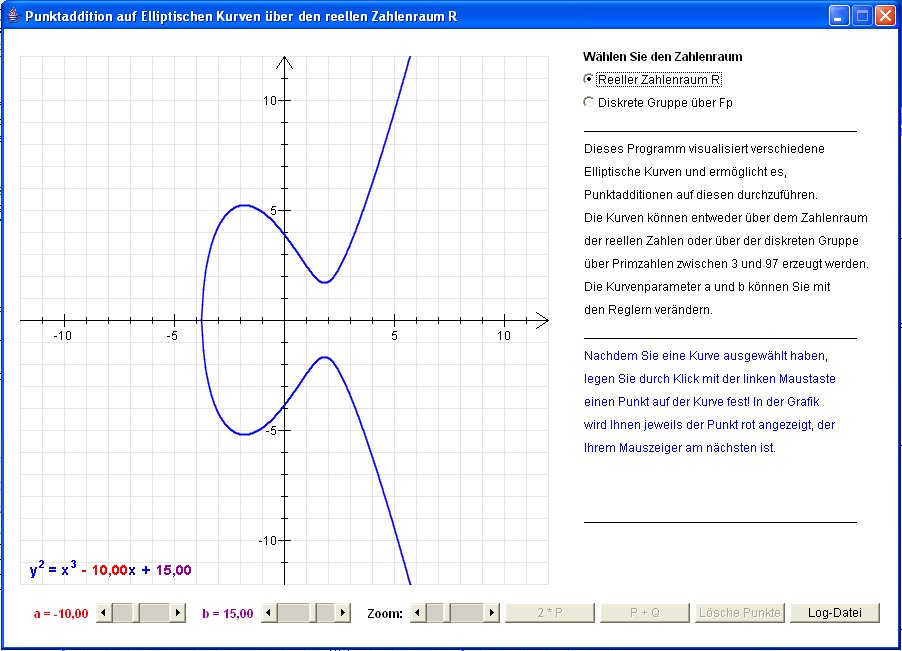 Punktaddition auf Elliptischen Kurven über den reellen Zahlenraum R
Wählen Sie den Zahlenraum
Reeller Zahlenraum R
Diskrete Gruppe über Fp
Dieses Programm visualisiert verschiedene
Elliptische Kurven und ermöglicht es,
Punktadditionen auf diesen durchzuführen.
Die Kurven können entweder über dem Zahlenraum
der reellen Zahlen oder über der diskreten Gruppe
über Primzahlen zwischen 3 und 97 erzeugt werden.
Die Kurvenparameter a und b können Sie mit
den Reglern verändern.
Nachdem Sie eine Kurve ausgewählt haben,
legen Sie durch Klick mit der linken Maustaste
einen Punkt auf der Kurve fest! In der Grafik
wird Ihnen jeweils der Punkt rot angezeigt, der
Ihrem Mauszeiger am nächsten ist.
10
5
-10 -5 5 10
-5
-10
y² = x³ - 10,00x + 15,00
a = -10,00 b = 15,00 Zoom: 2 * P P + Q Lösche Punkte Log-Datei